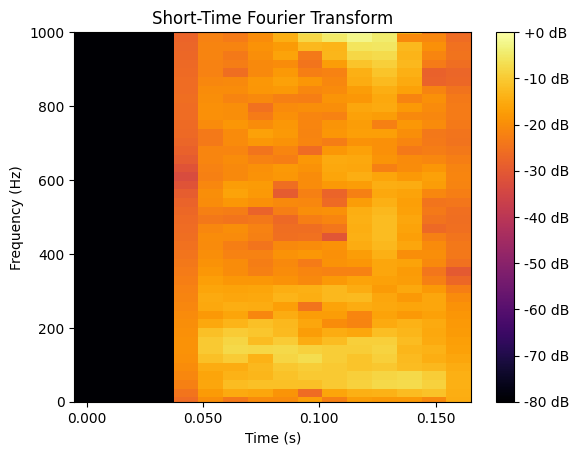 Short-Time Fourier Transform
1000
800
600
400
200
0
Frequency (Hz)
0.000
0.050
0.100
0.150
Time (s)
+0 dB
-10 dB
-20 dB
-30 dB
-40 dB
-50 dB
-60 dB
-70 dB
-80 dB